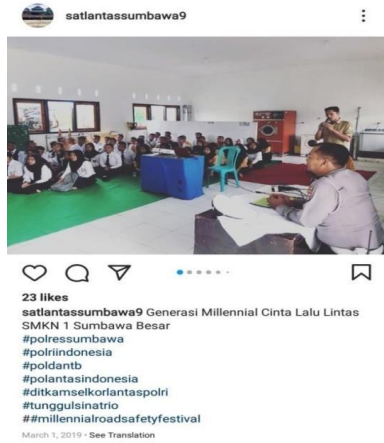 satlantassumbawa9
23 likes
satlantassumbawa9 Generasi Millennial Cinta Lalu Lintas
SMKN 1 Sumbawa Besar
#polressumbawa
#polriindonesia
#poldantb
#polantasindonesia
#ditkamselkorlantaspolri
#tunggulsinatrio
##millennialroadsafetyfestival
March 1, 2019 • See Translation